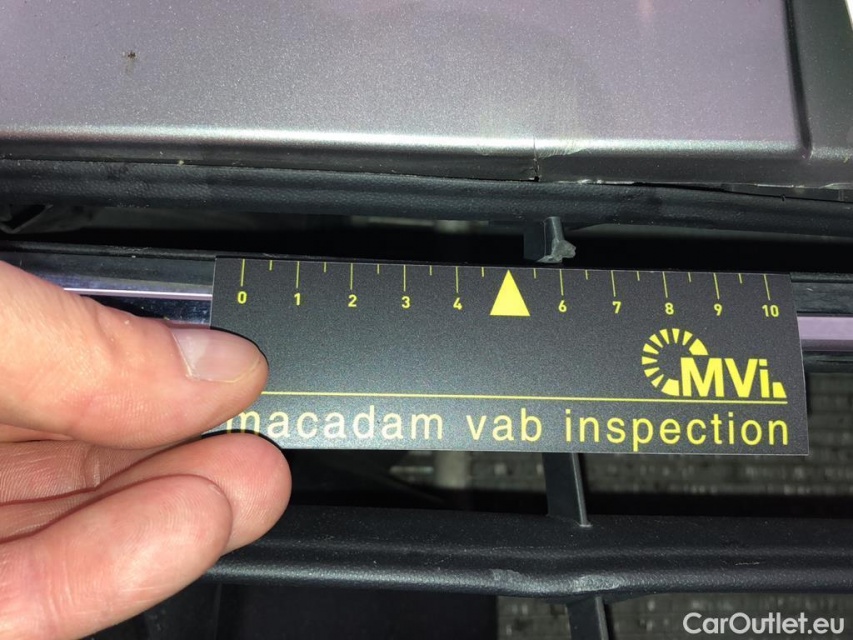 0 1 2 3 4 6 7 8 9 10
MVi
macadam vab inspection
CarOutlet.eu